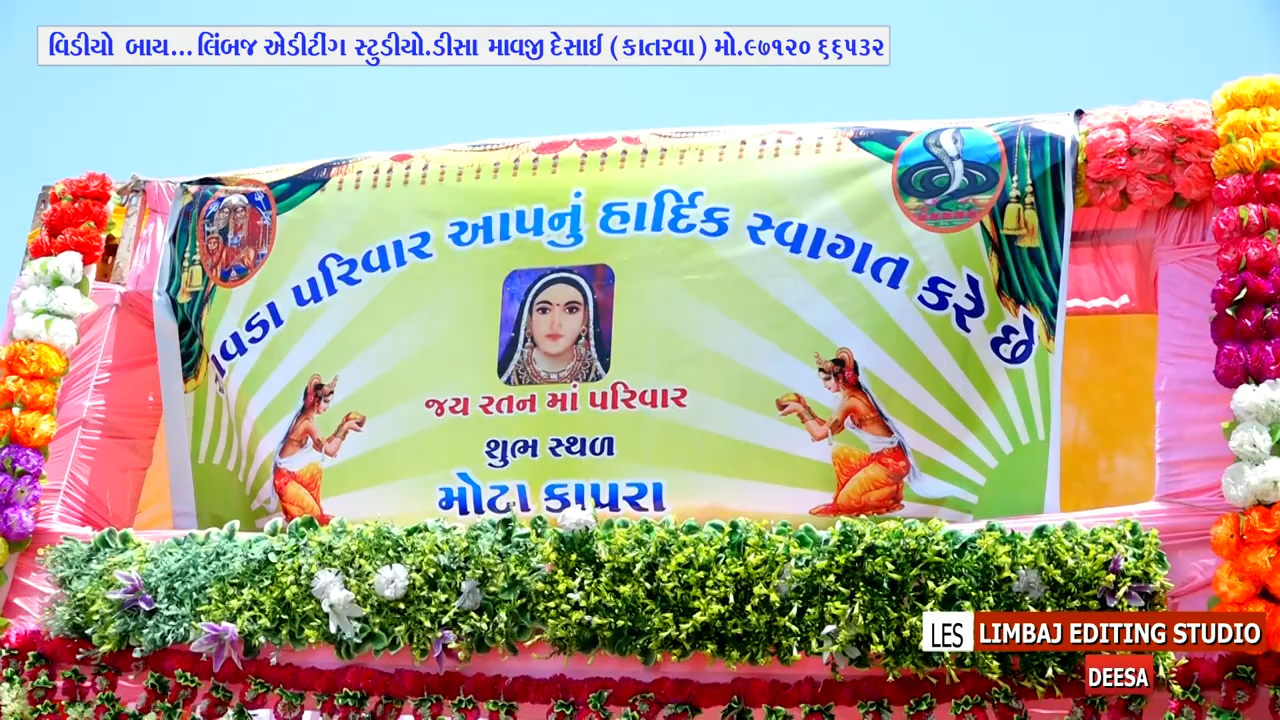 વિડીયો બાય... લિંબજ એડીટીંગ સ્ટુડીયો.ડીસા માવજી દેસાઈ ( કાતરવા ) મો.૯૭૧૨૦ ૬૬૫૩૨
પરિવાર આપનું હાર્દિક સ્વાગત કરે છે
જય રતન માં પરિવાર
શુભ સ્થળ
મોટા કાપરા
LES LIMBAJ EDITING STUDIO
DEESA